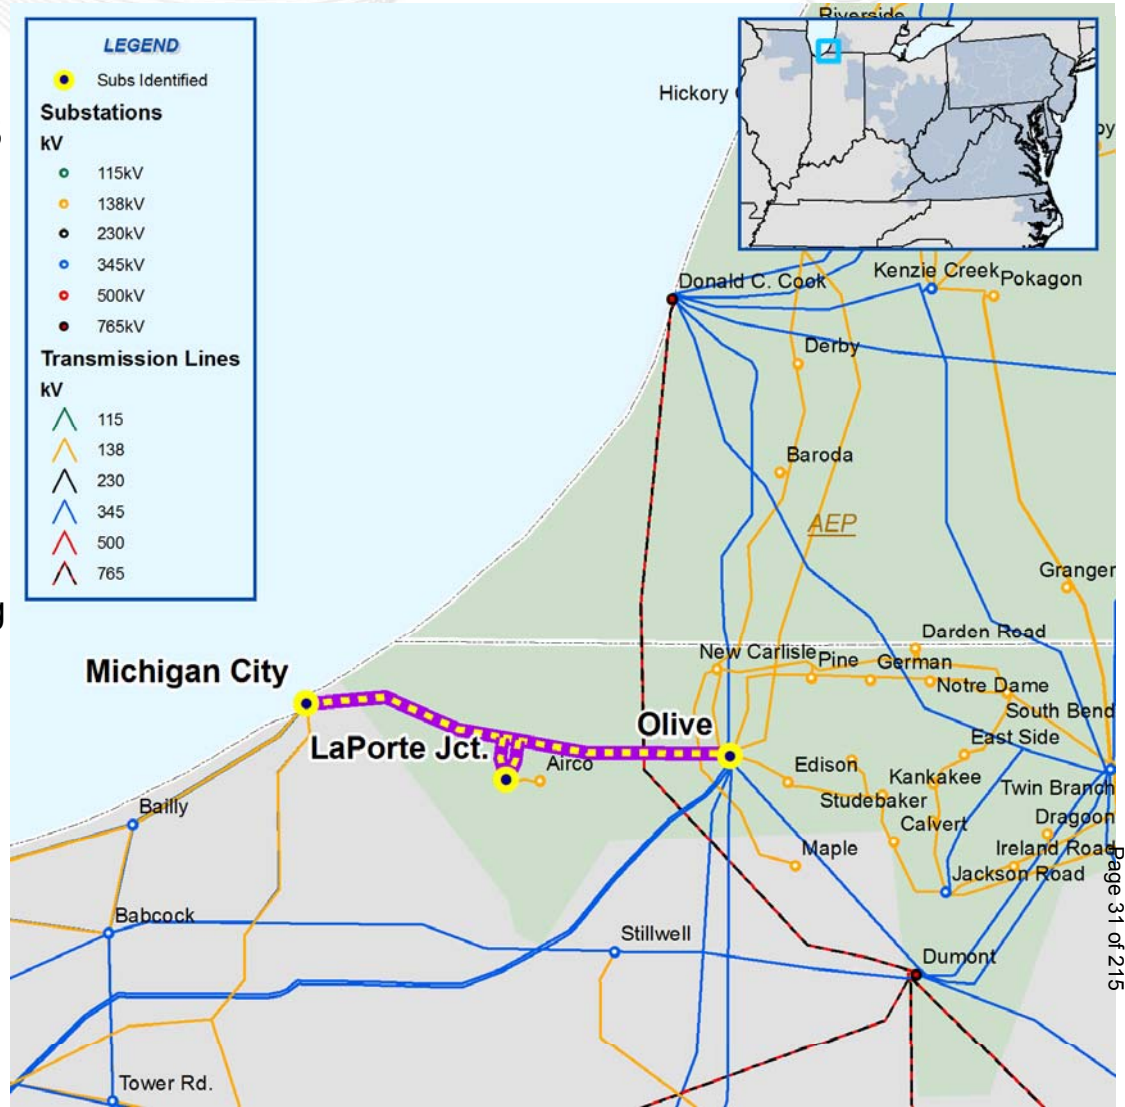 LEGEND
Subs Identified
Substations
kV
115kV
138kV
230kV
345kV
500kV
765kV
Transmission Lines
kV
115
138
230
345
500
765
Riverside
Hickory
Donald C. Cook
Kenzie Creek
Pokagon
Derby
Baroda
AEP
Granger
Darden Road
New Carlisle
Pine
German
Notre Dame
Michigan City
South Bend
Olive
East Side
LaPorte Jct.
Airco
Edison
Kankakee
Twin Branch
Studebaker
Bailly
Calvert
Dragoon
Maple
Ireland Road
Jackson Road
Babcock
Stillwell
Dumont
Tower Rd.
Page 31 of 215